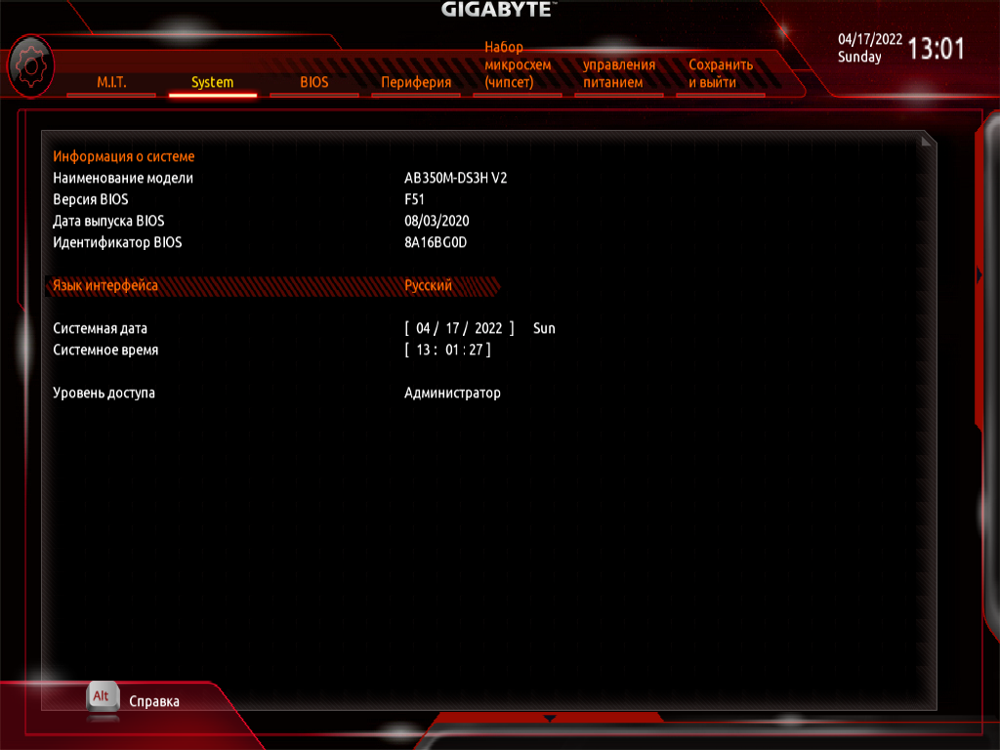 GIGABYTE™
04/17/2022
Sunday
13:01
M.I.T.
System
BIOS
Периферия
Набор
микросхем
(чипсет)
управления
питанием
Сохранить
и выйти
Информация о системе
Наименование модели AB350M-DS3H V2
Версия BIOS F51
Дата выпуска BIOS 08/03/2020
Идентификатор BIOS 8A16BG0D
Язык интерфейса Русский
Системная дата [ 04 / 17 / 2022 ] Sun
Системное время [ 13 : 01 : 27 ]
Уровень доступа Администратор
Alt Справка